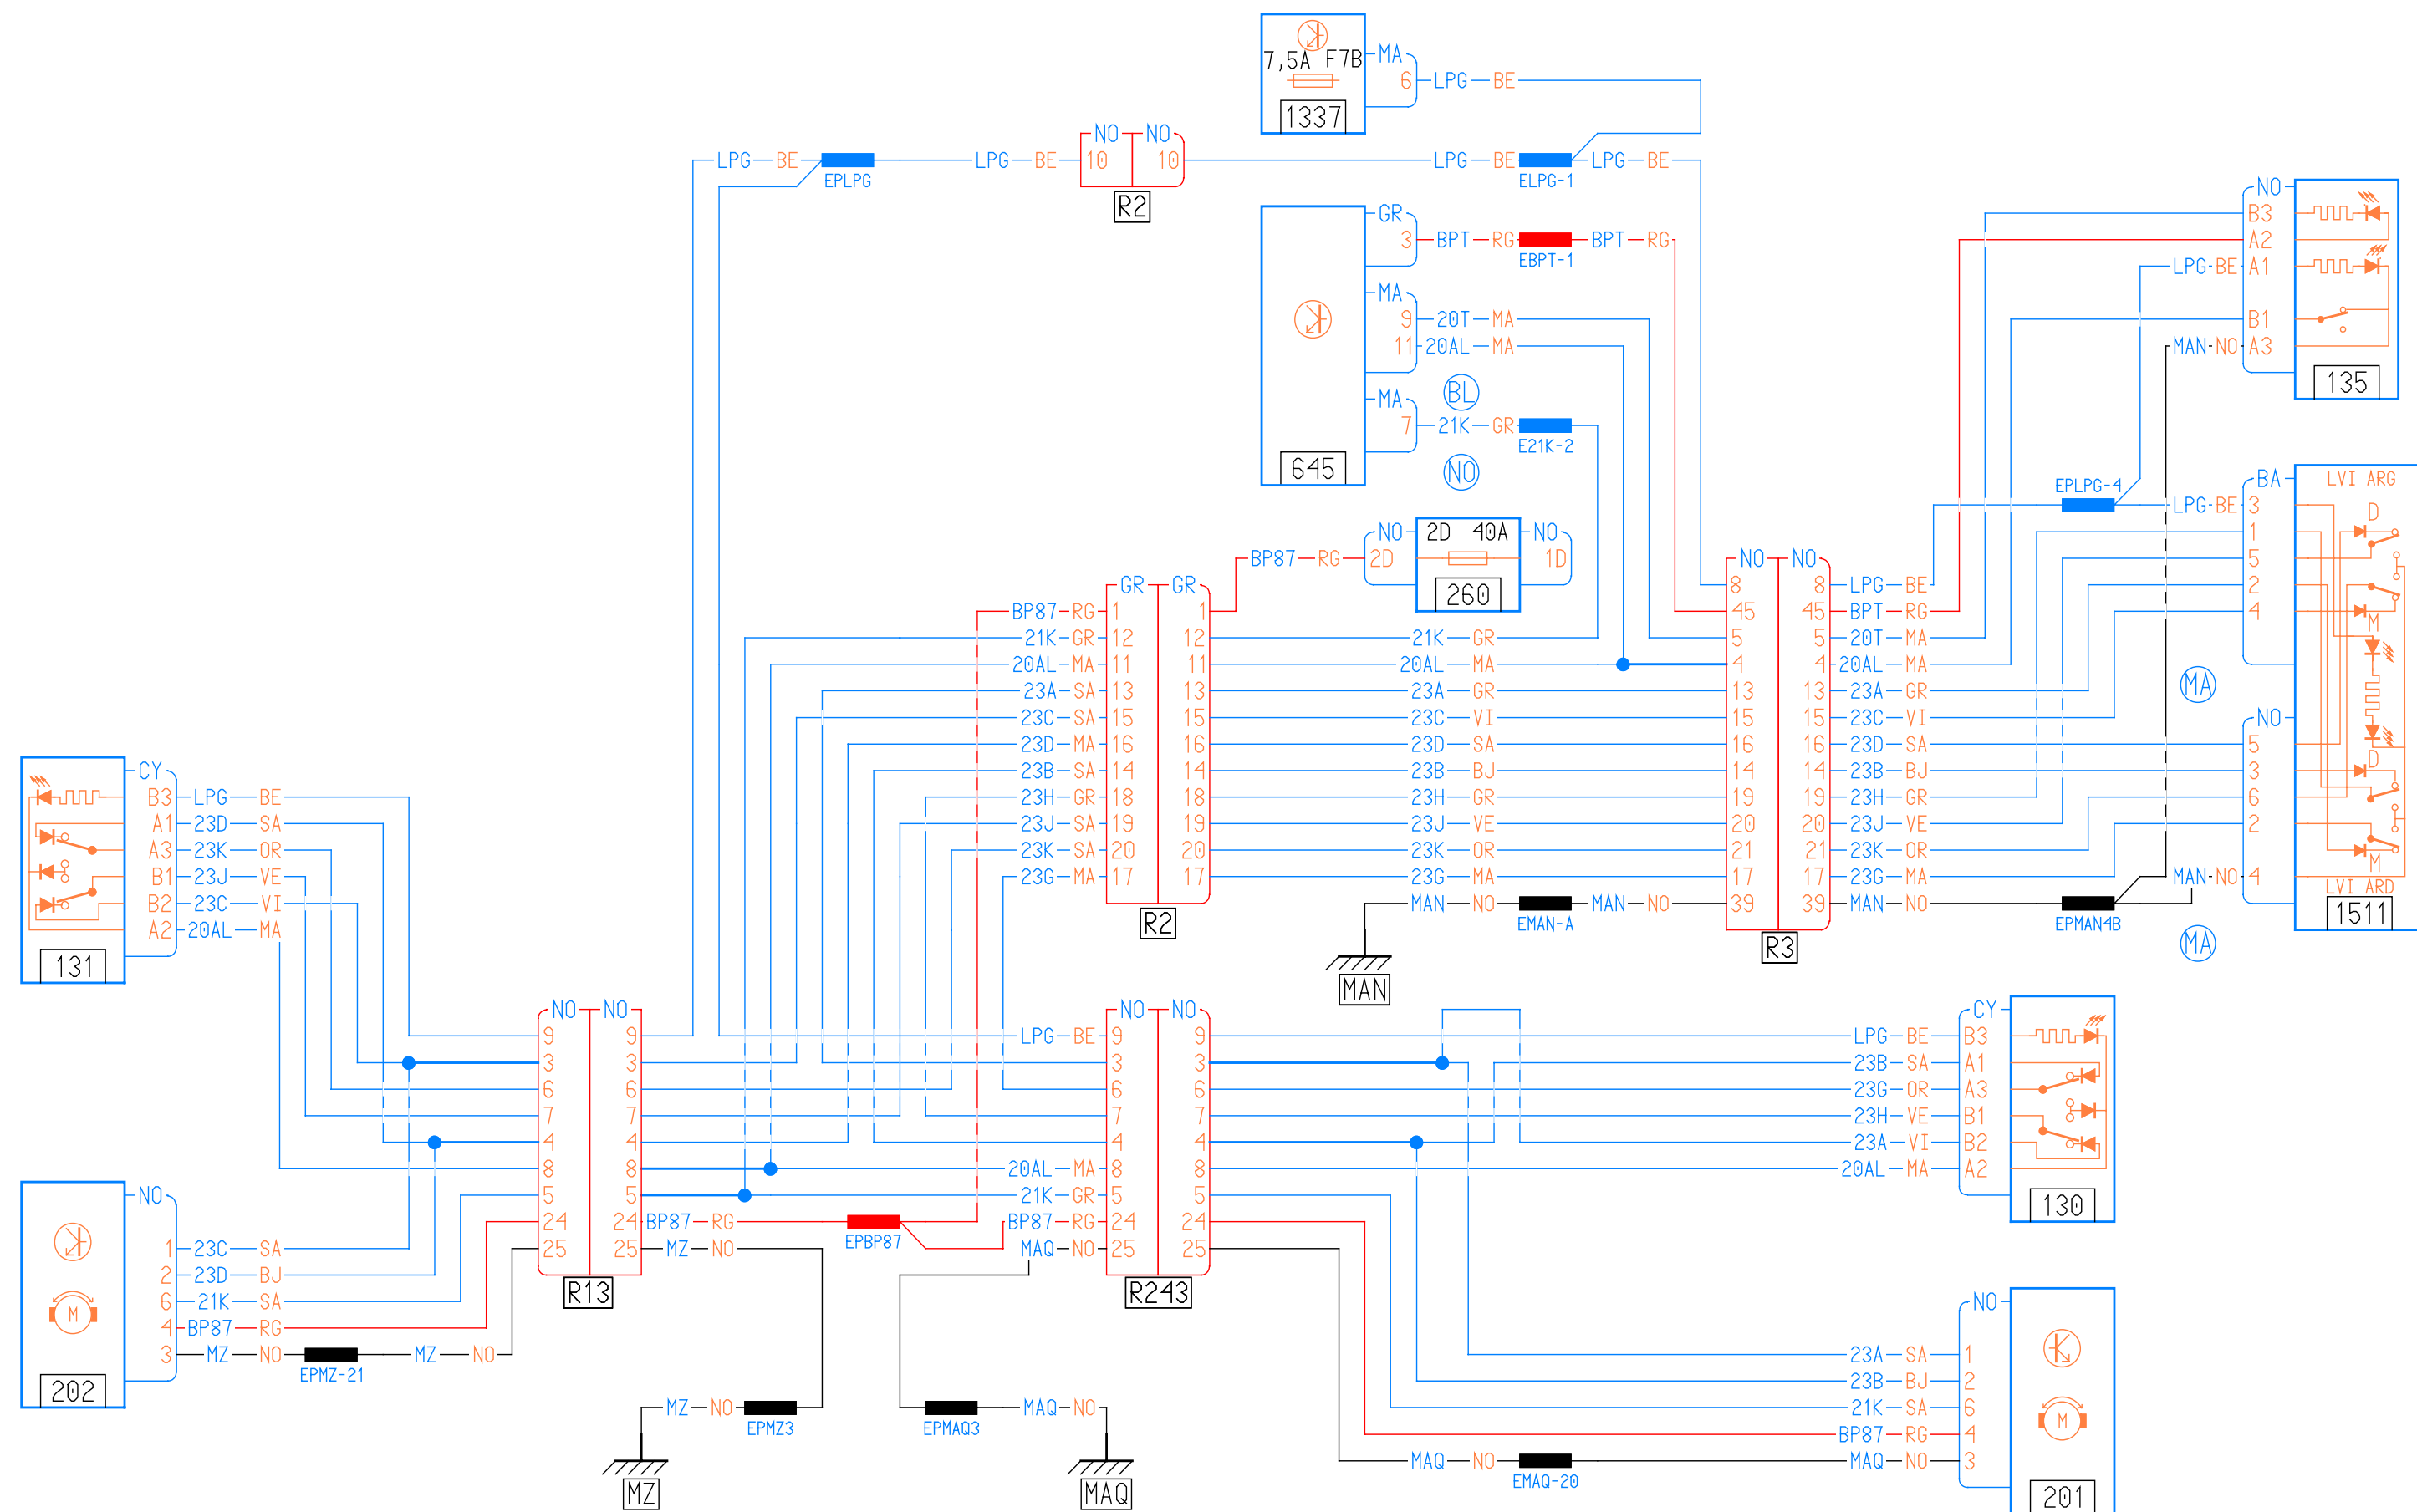 7,5A F7B
MA
6 LPG BE
1337
NO NO
LPG BE EPLPG LPG BE 10 10 LPG BE ELPG-1 LPG BE
R2
GR
3 BPT RG EBPT-1 BPT RG
MA
9 20T MA
11 20AL MA
BL
MA
7 21K GR E21K-2
645 NO
NO
B3
A2
LPG BE A1
B1
MAN NO A3
135
BA LVI ARG
EPLPG-4 LPG BE 3 D
1
5
2
4 M
MA
NO
5
3 D
6
2
MAN NO 4 M
LVI ARD
1511
MA
NO 2D 40A NO
BP87 RG 2D 1D
260
GR GR
BP87 RG 1 1
21K GR 12 12 21K GR
20AL MA 11 11 20AL MA
23A SA 13 13 23A GR
23C SA 15 15 23C VI
23D MA 16 16 23D SA
23B SA 14 14 23B BJ
23H GR 18 18 23H GR
23J SA 19 19 23J VE
23K SA 20 20 23K OR
23G MA 17 17 23G MA
R2
MAN NO EMAN-A MAN NO
MAN
NO NO
8 8 LPG BE
45 45 BPT RG
5 5 20T MA
4 4 20AL MA
13 13 23A GR
15 15 23C VI
16 16 23D SA
14 14 23B BJ
19 19 23H GR
20 20 23J VE
21 21 23K OR
17 17 23G MA
39 39 MAN NO EPMAN4B
R3
CY
B3 LPG BE
A1 23D SA
A3 23K OR
B1 23J VE
B2 23C VI
A2 20AL MA
131
NO NO
9 9
3 3
6 6
7 7
4 4
8 8
5 5
24 24 BP87 RG EPBP87
25 25 MZ NO
R13
NO NO
LPG BE 9 9
3 3
6 6
7 7
4 4
20AL MA 8 8
21K GR 5 5
BP87 RG 24 24
MAQ NO 25 25
R243
CY
LPG BE B3
23B SA A1
23G OR A3
23H VE B1
23A VI B2
20AL MA A2
130
NO
1 23C SA
2 23D BJ
6 21K SA
M
4 BP87 RG
3 MZ NO EPMZ-21 MZ NO
202
MZ NO EPMZ3
MZ
EPMAQ3 MAQ NO
MAQ
NO
23A SA 1
23B BJ 2
21K SA 6
M
BP87 RG 4
MAQ NO EMAQ-20 MAQ NO 3
201